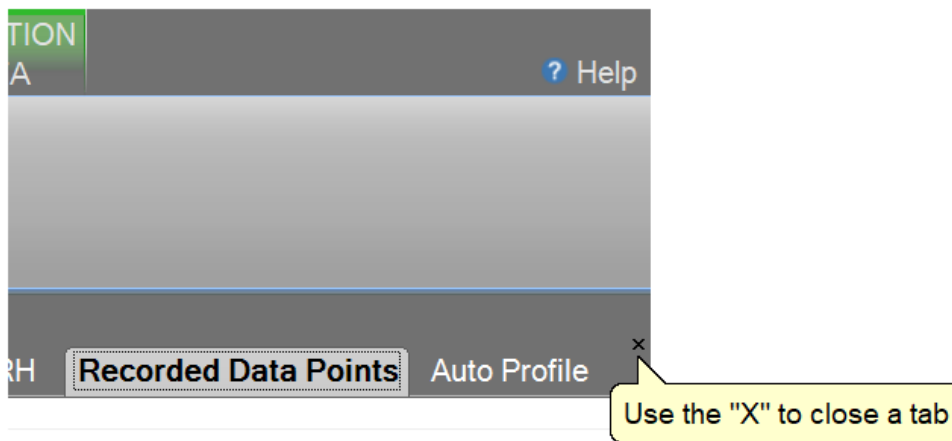 TION
A
Help
RH Recorded Data Points Auto Profile
Use the "X" to close a tab